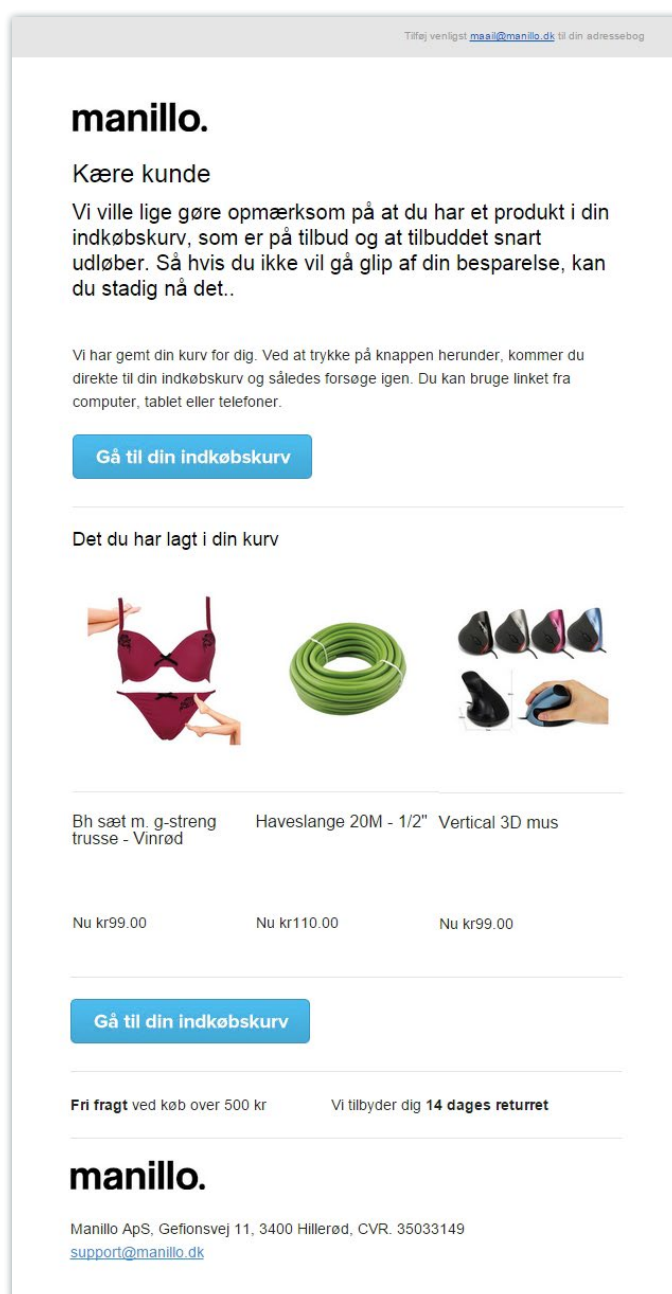 Tilføj venligst maail@manillo.dk til din adressebog
manillo.
Kære kunde
Vi ville lige gøre opmærksom på at du har et produkt i din
indkøbskurv, som er på tilbud og at tilbuddet snart
udløber. Så hvis du ikke vil gå glip af din besparelse, kan
du stadig nå det..
Vi har gemt din kurv for dig. Ved at trykke på knappen herunder, kommer du
direkte til din indkøbskurv og således forsøge igen. Du kan bruge linket fra
computer, tablet eller telefoner.
Gå til din indkøbskurv
Det du har lagt i din kurv
Bh sæt m. g-streng
trusse - Vinrød
Haveslange 20M - 1/2"
Vertical 3D mus
Nu kr99.00
Nu kr110.00
Nu kr99.00
Gå til din indkøbskurv
Fri fragt ved køb over 500 kr
Vi tilbyder dig 14 dages returret
manillo.
Manillo ApS, Gefionsvej 11, 3400 Hillerød, CVR. 35033149
support@manillo.dk